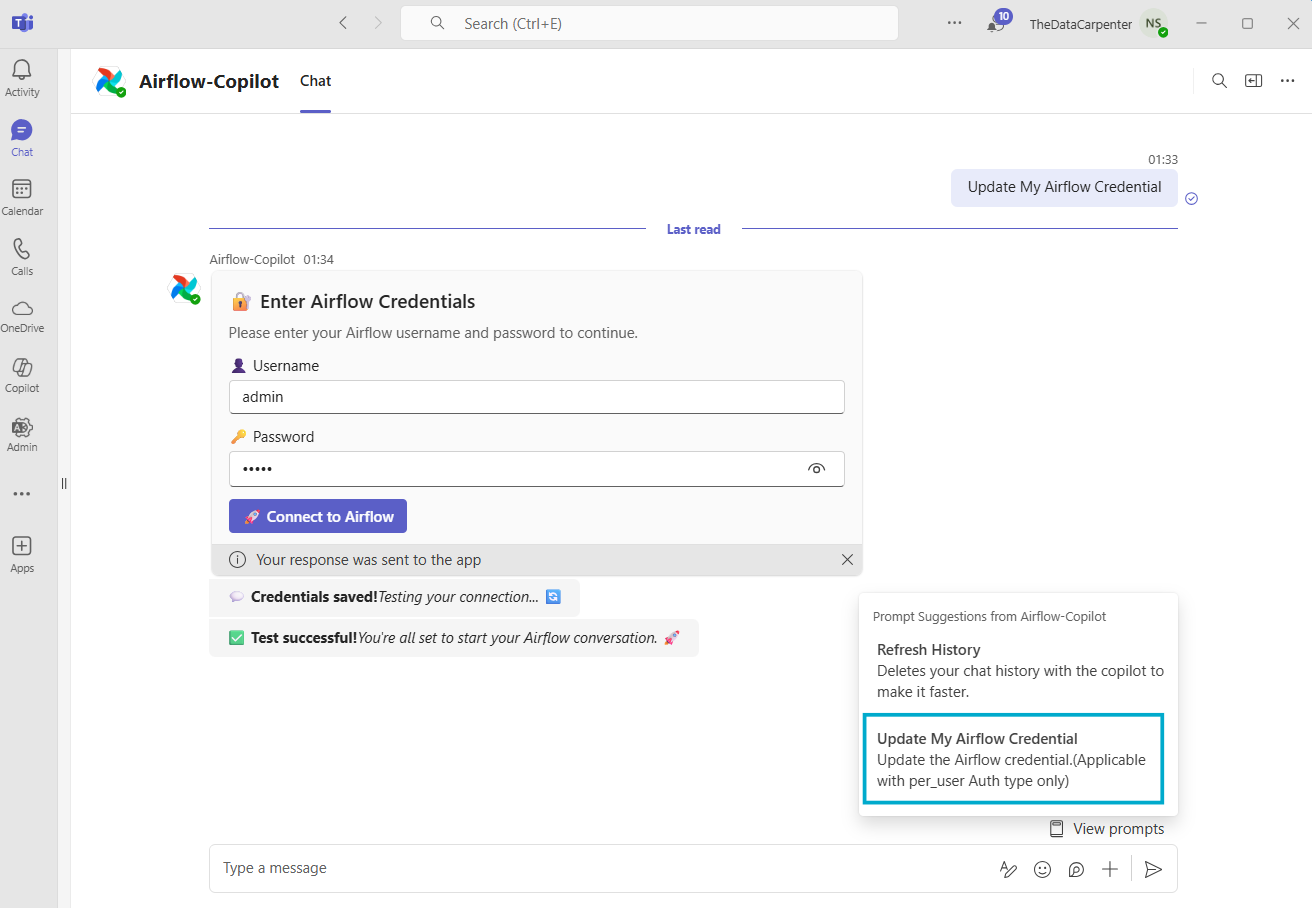 Search (Ctrl+E)
10
TheDataCarpenter
NS
Activity
Chat
Calendar
Calls
OneDrive
Copilot
Admin
Apps
Airflow-Copilot
Chat
01:33
Update My Airflow Credential
Last read
Airflow-Copilot 01:34
Enter Airflow Credentials
Please enter your Airflow username and password to continue.
Username
admin
Password
•••••
Connect to Airflow
Your response was sent to the app
Credentials saved!Testing your connection...
Test successful!You're all set to start your Airflow conversation.
Prompt Suggestions from Airflow-Copilot
Refresh History
Deletes your chat history with the copilot to
make it faster.
Update My Airflow Credential
Update the Airflow credential.(Applicable
with per_user Auth type only)
View prompts
Type a message